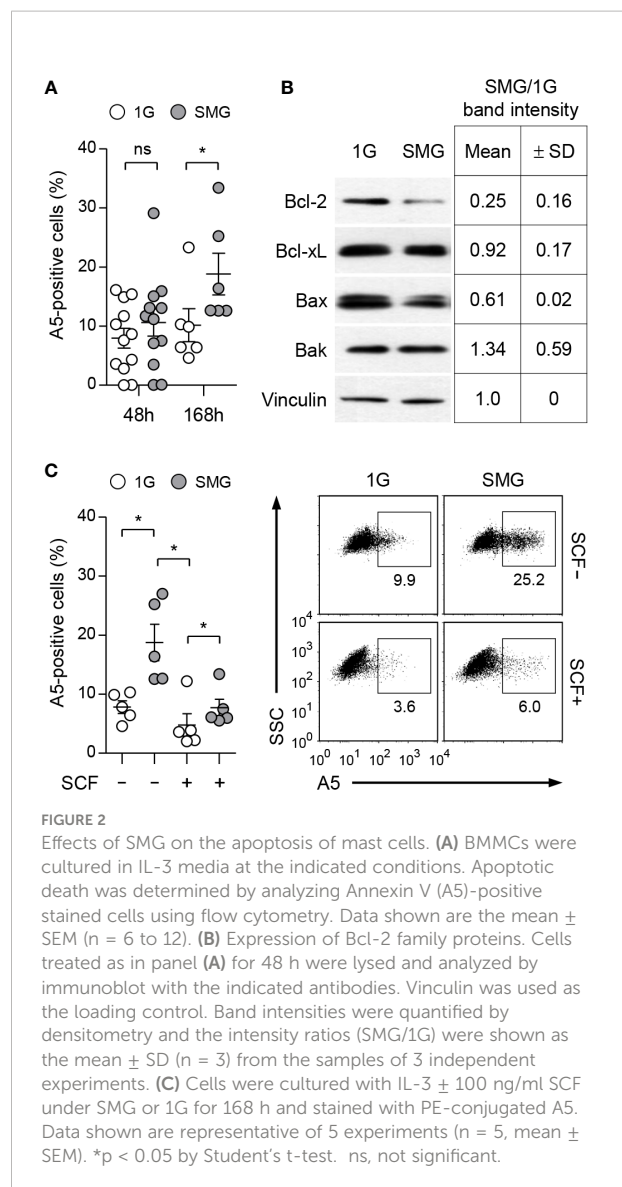 A
1G SMG
ns *
A5-positive cells (%)
40
30
20
10
0
48h 168h
B
SMG/1G
band intensity
1G SMG Mean ± SD
Bcl-2 0.25 0.16
Bcl-xL 0.92 0.17
Bax 0.61 0.02
Bak 1.34 0.59
Vinculin 1.0 0
C
1G SMG
* * *
A5-positive cells (%)
40
30
20
10
0
SCF − − + +
1G SMG
9.9 25.2 SCF-
3.6 6.0 SCF+
SSC
10⁴
10³
10²
10¹
10⁰
10⁰ 10¹ 10² 10³ 10⁴
A5
FIGURE 2
Effects of SMG on the apoptosis of mast cells. (A) BMMCs were
cultured in IL-3 media at the indicated conditions. Apoptotic
death was determined by analyzing Annexin V (A5)-positive
stained cells using flow cytometry. Data shown are the mean ±
SEM (n = 6 to 12). (B) Expression of Bcl-2 family proteins. Cells
treated as in panel (A) for 48 h were lysed and analyzed by
immunoblot with the indicated antibodies. Vinculin was used as
the loading control. Band intensities were quantified by
densitometry and the intensity ratios (SMG/1G) were shown as
the mean ± SD (n = 3) from the samples of 3 independent
experiments. (C) Cells were cultured with IL-3 ± 100 ng/ml SCF
under SMG or 1G for 168 h and stained with PE-conjugated A5.
Data shown are representative of 5 experiments (n = 5, mean ±
SEM). *p < 0.05 by Student's t-test. ns, not significant.